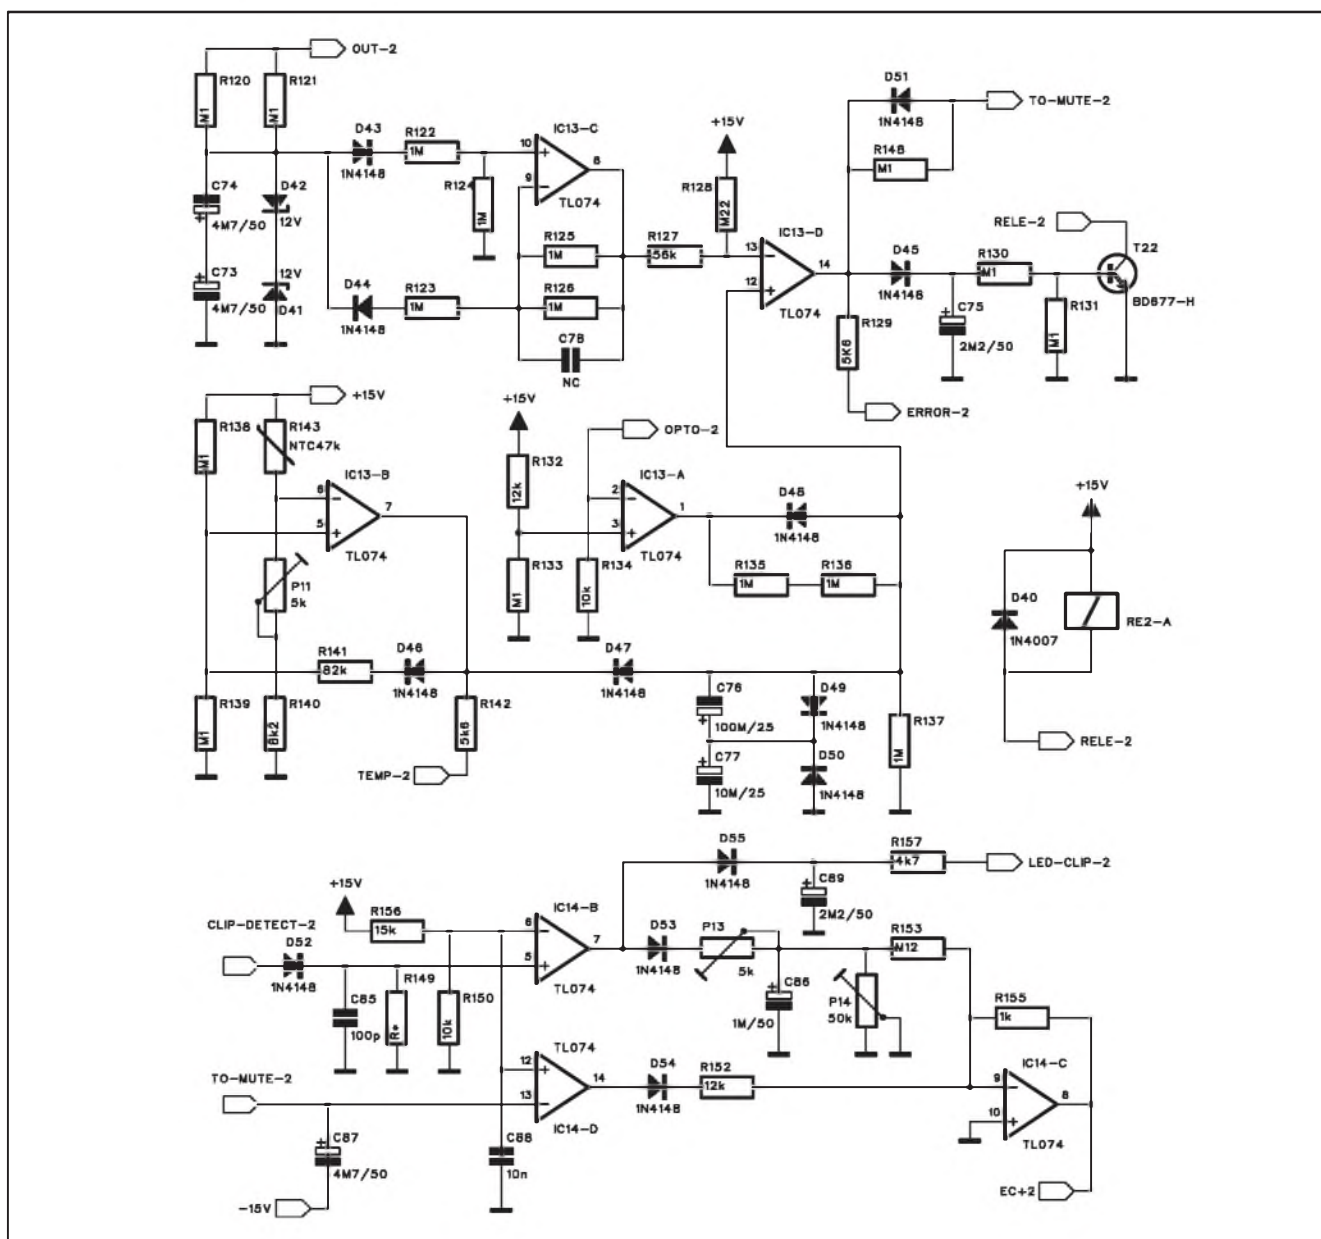 OUT-2
R120
M1
R121
M1
C74
4M7/50
D42
12V
C73
4M7/50
12V
D41
D43
1N4148
R122
1M
R124
1M
D44
1N4148
R123
1M
IC13-C
10
9
8
TL074
R125
1M
R126
1M
C78
NC
R127
56k
+15V
R128
M22
IC13-D
13
12
14
TL074
D51
1N4148
TO-MUTE-2
R148
M1
D45
1N4148
R129
5K6
ERROR-2
C75
2M2/50
R130
M1
R131
M1
RELE-2
T22
BD677-H
+15V
R138
M1
R143
NTC47k
IC13-B
6
5
7
TL074
P11
5k
R141
82k
D46
1N4148
R139
M1
R140
8k2
R142
5k6
TEMP-2
+15V
R132
12k
R133
M1
OPTO-2
R134
10k
IC13-A
2
3
1
TL074
D48
1N4148
R135
1M
R136
1M
D47
1N4148
C76
100M/25
C77
10M/25
D49
1N4148
D50
1N4148
R137
1M
+15V
D40
1N4007
RE2-A
RELE-2
CLIP-DETECT-2
D52
1N4148
+15V
R156
15k
C85
100p
R149
R*
R150
10k
IC14-B
6
5
7
TL074
D55
1N4148
C89
2M2/50
R157
4k7
LED-CLIP-2
D53
1N4148
P13
5k
C86
1M/50
P14
50k
R153
M12
R155
1k
TO-MUTE-2
C87
4M7/50
-15V
C88
10n
TL074
12
13
14
IC14-D
D54
1N4148
R152
12k
IC14-C
9
10
8
TL074
EC+2